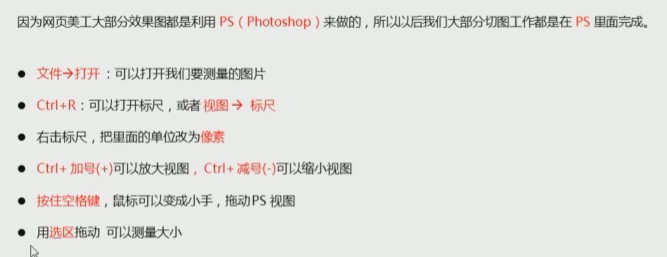 因为网页美工大部分效果图都是利用 PS（Photoshop）来做的，所以以后我们大部分切图工作都是在 PS 里面完成。
● 文件→打开 ：可以打开我们要测量的图片
● Ctrl+R：可以打开标尺，或者 视图→ 标尺
● 右击标尺，把里面的单位改为像素
● Ctrl+ 加号(+)可以放大视图， Ctrl+ 减号(-)可以缩小视图
● 按住空格键，鼠标可以变成小手，拖动 PS 视图
● 用选区拖动 可以测量大小